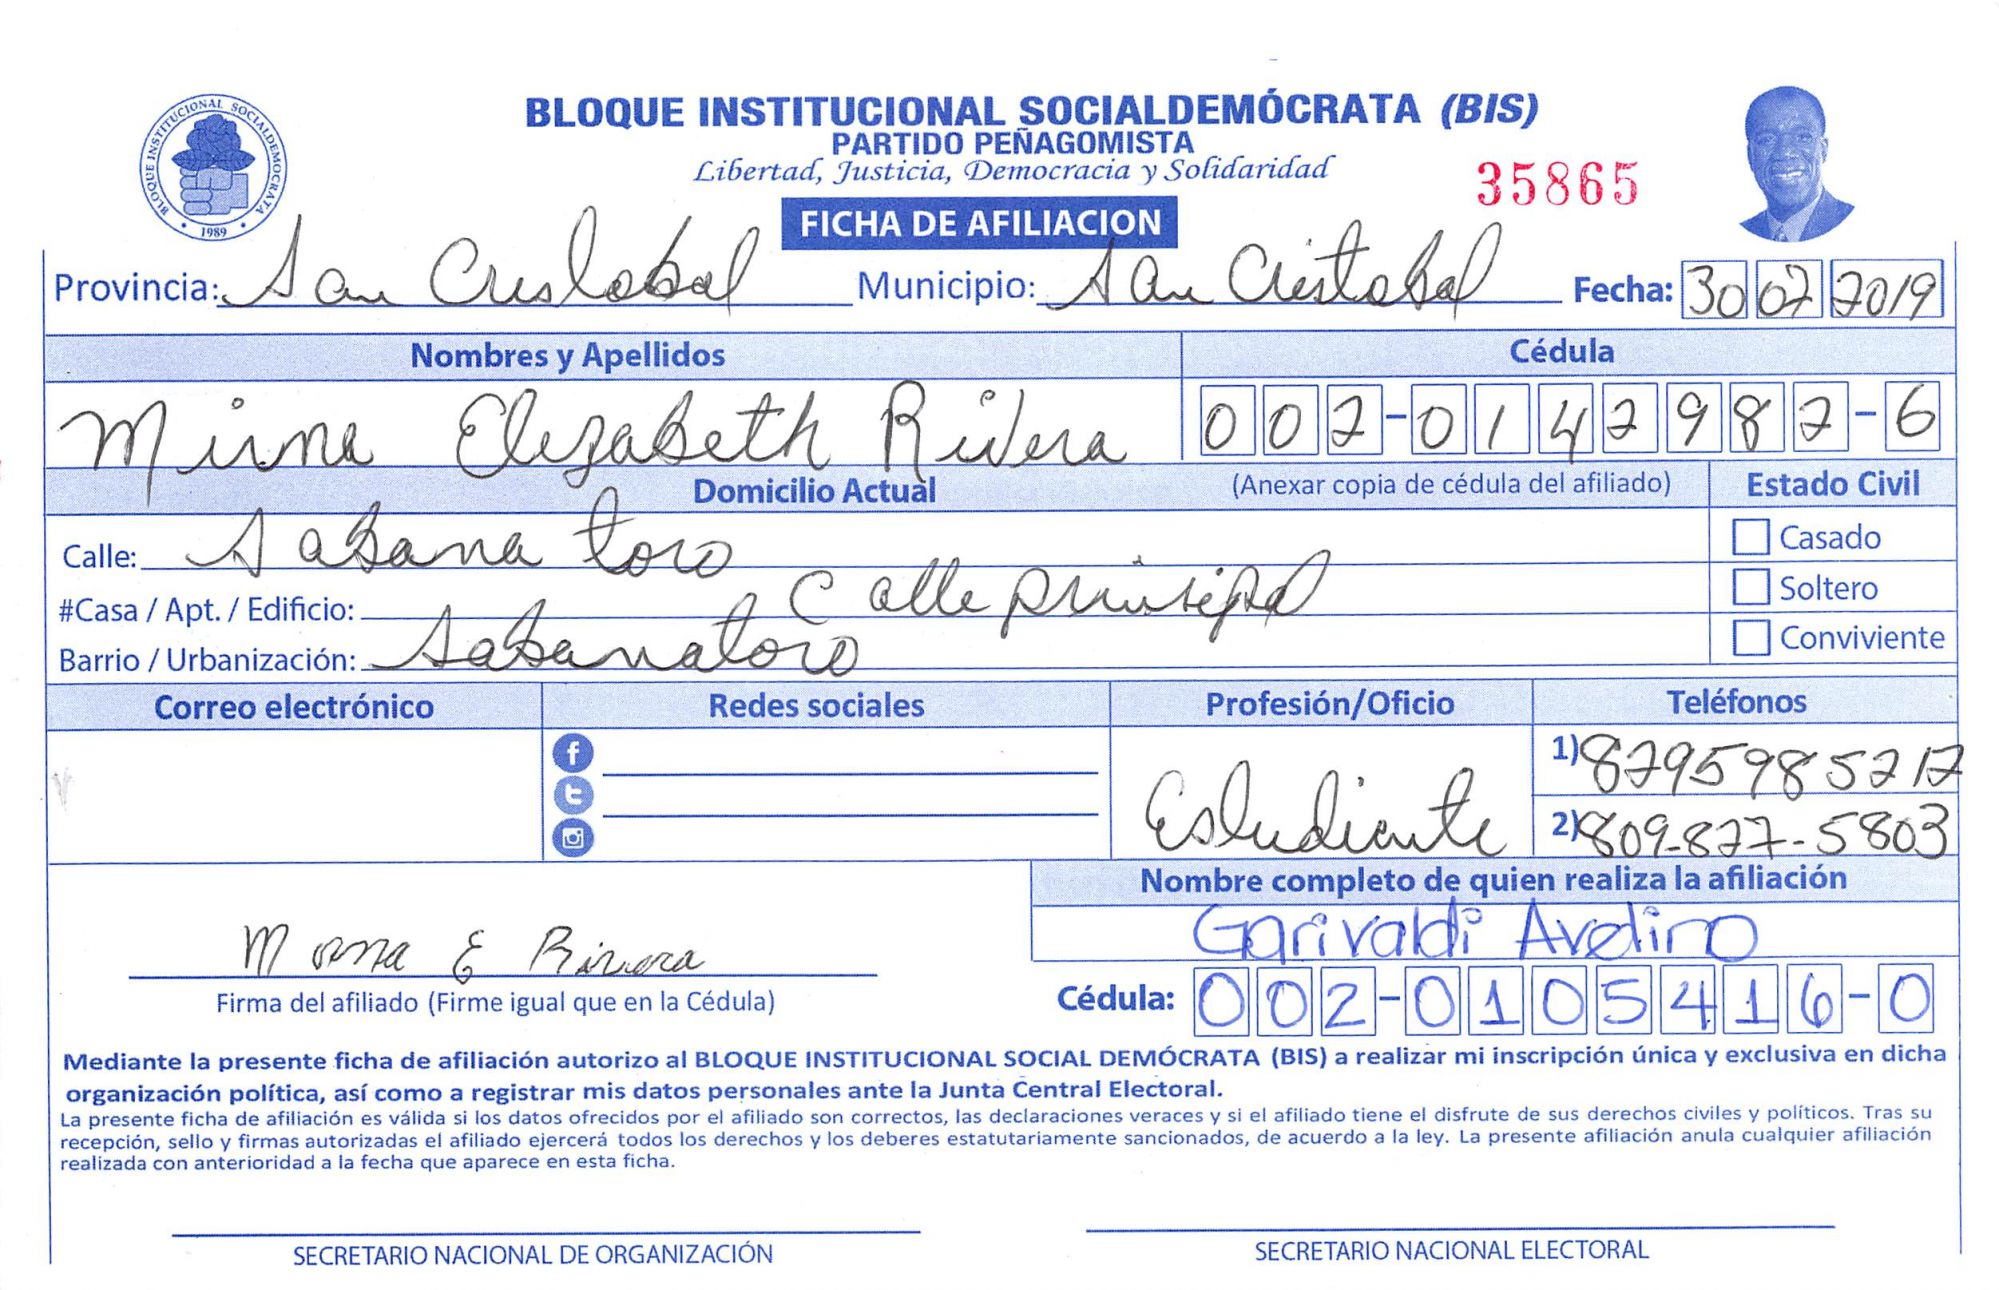 BLOQUE INSTITUCIONAL SOCIALDEMOCRATA
1989
BLOQUE INSTITUCIONAL SOCIALDEMÓCRATA (BIS)
PARTIDO PEÑAGOMISTA
Libertad, Justicia, Democracia y Solidaridad
35865
FICHA DE AFILIACION
Provincia: San Cristobal Municipio: San Cristobal Fecha: 30 07 2019
Nombres y Apellidos Cédula
Mirna Elizabeth Rivera 002-0142982-6
Domicilio Actual (Anexar copia de cédula del afiliado) Estado Civil
Calle: Sabana toro Casado
#Casa / Apt. / Edificio: Calle prinsipal Soltero
Barrio / Urbanización: Sabanatoro Conviviente
Correo electrónico Redes sociales Profesión/Oficio Teléfonos
Estudiante 1) 8295985212
2) 809-827-5803
Nombre completo de quien realiza la afiliación
Garivaldi Avelino
Mirna E Rivera
Firma del afiliado (Firme igual que en la Cédula) Cédula: 002-0105416-0
Mediante la presente ficha de afiliación autorizo al BLOQUE INSTITUCIONAL SOCIAL DEMÓCRATA (BIS) a realizar mi inscripción única y exclusiva en dicha
organización política, así como a registrar mis datos personales ante la Junta Central Electoral.
La presente ficha de afiliación es válida si los datos ofrecidos por el afiliado son correctos, las declaraciones veraces y si el afiliado tiene el disfrute de sus derechos civiles y políticos. Tras su
recepción, sello y firmas autorizadas el afiliado ejercerá todos los derechos y los deberes estatutariamente sancionados, de acuerdo a la ley. La presente afiliación anula cualquier afiliación
realizada con anterioridad a la fecha que aparece en esta ficha.
SECRETARIO NACIONAL DE ORGANIZACIÓN SECRETARIO NACIONAL ELECTORAL